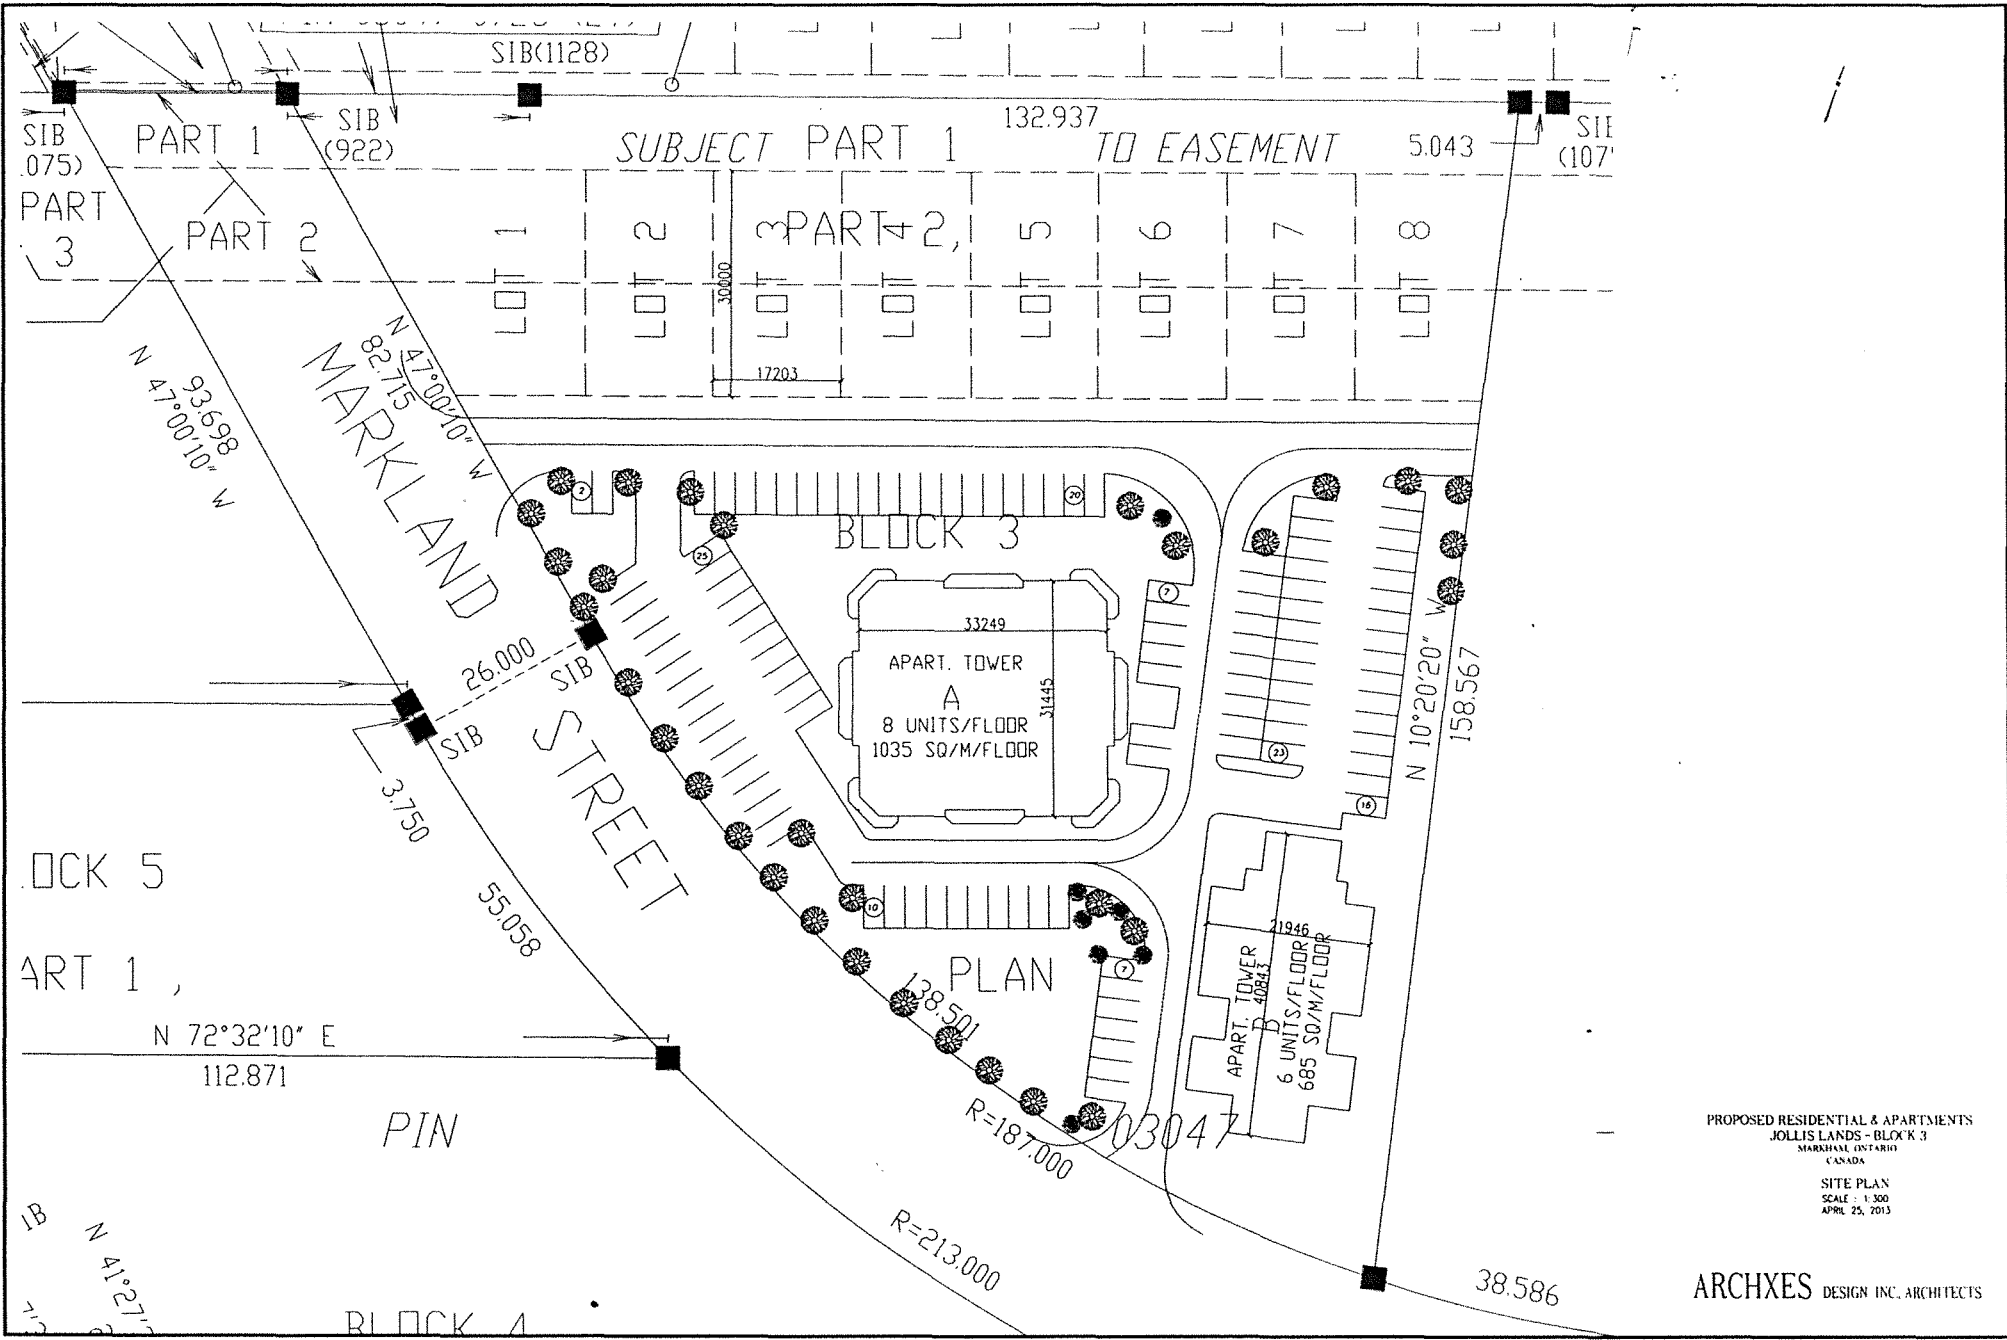 SIB(1128)
SIB
.075)
PART 1
SIB
(922)
SUBJECT PART 1 TO EASEMENT
132.937
5.043
PART
3
PART 2
PART 2,
LOT 1
LOT 2
LOT 3
LOT 4
LOT 5
LOT 6
LOT 7
LOT 8
30000
17203
93.698
N 47°00'10" W
N 47°00'10" W
82.715
MARKLAND
STREET
2
20
25
BLOCK 3
7
33249
APART. TOWER
A
8 UNITS/FLOOR
1035 SQ/M/FLOOR
31445
26.000
SIB
SIB
3.750
55.058
23
16
N 10°20'20" W
158.567
.OCK 5
ART 1 ,
N 72°32'10" E
112.871
PIN
10
7
PLAN
138.501
03047
R=187.000
R=213.000
21946
APART. TOWER
40843
B
6 UNITS/FLOOR
685 SQ/M/FLOOR
38.586
IB
N 41°27'
BLOCK 4
PROPOSED RESIDENTIAL & APARTMENTS
JOLLIS LANDS - BLOCK 3
MARKHAM, ONTARIO
CANADA
SITE PLAN
SCALE : 1:300
APRIL 25, 2013
ARCHXES DESIGN INC. ARCHITECTS